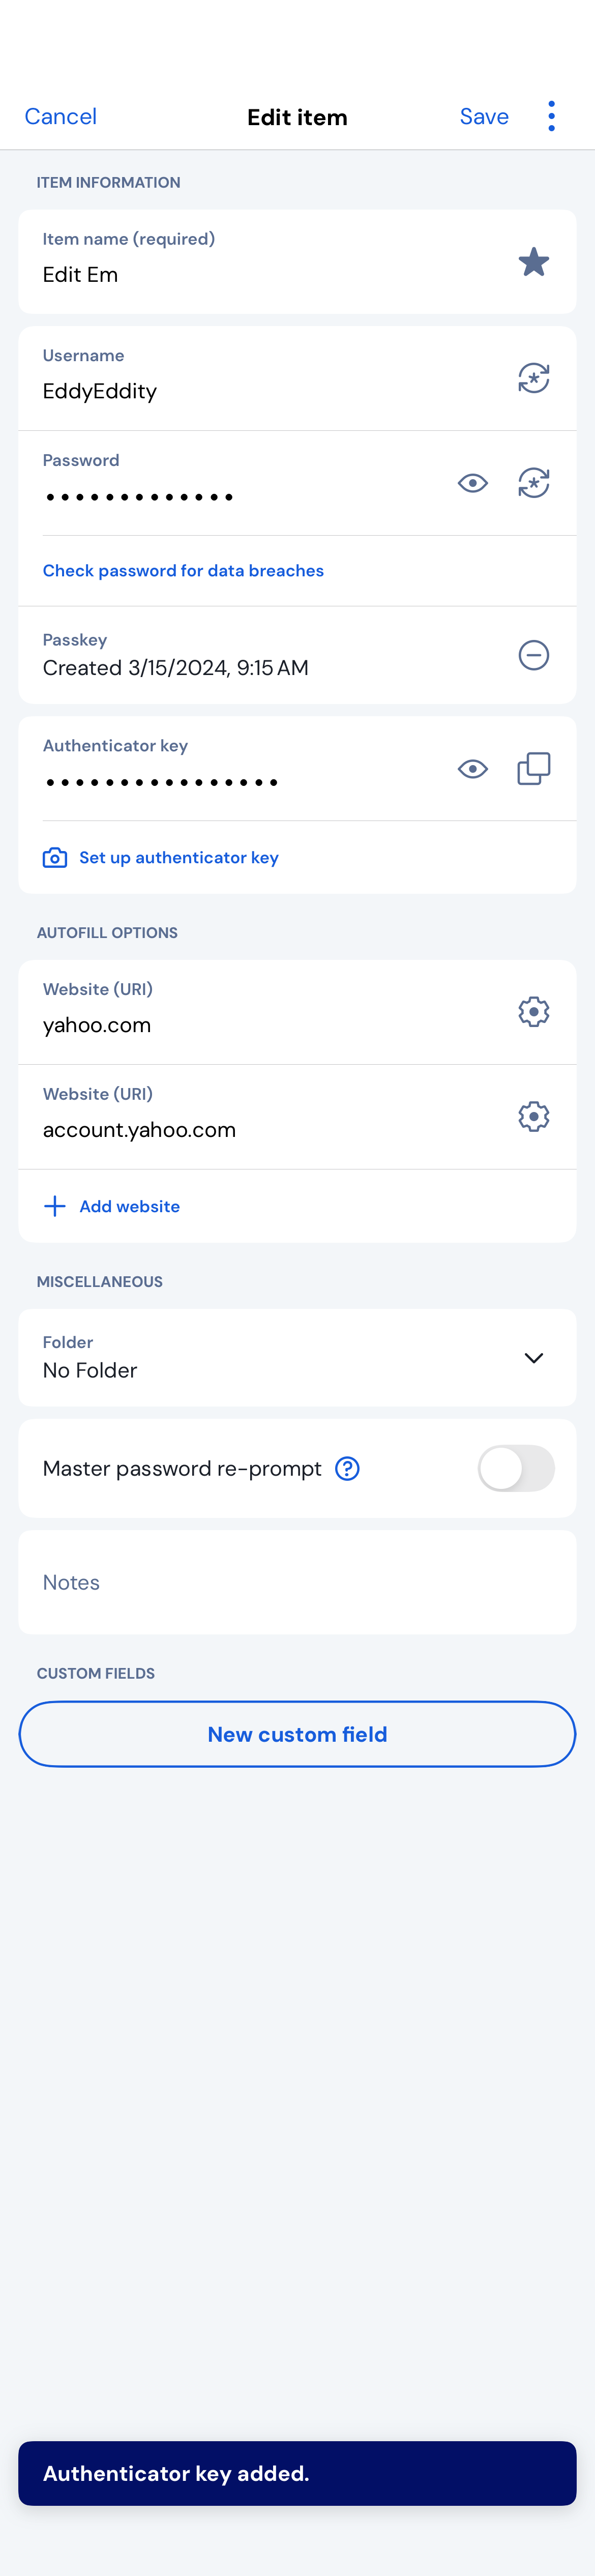 Cancel
Edit item
Save
ITEM INFORMATION
Item name (required)
Edit Em
Username
EddyEddity
Password
•••••••••••••
Check password for data breaches
Passkey
Created 3/15/2024, 9:15 AM
Authenticator key
••••••••••••••••
Set up authenticator key
AUTOFILL OPTIONS
Website (URI)
yahoo.com
Website (URI)
account.yahoo.com
Add website
MISCELLANEOUS
Folder
No Folder
Master password re-prompt
Notes
CUSTOM FIELDS
New custom field
Authenticator key added.